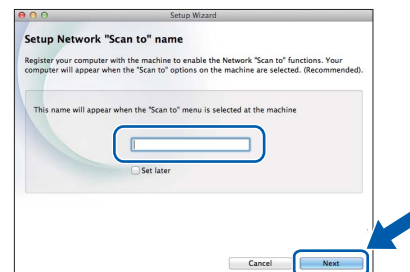 Setup Wizard
Setup Network "Scan to" name
Register your computer with the machine to enable the Network "Scan to" functions. Your
computer will appear when the "Scan to" options on the machine are selected. (Recommended).
This name will appear when the "Scan to" menu is selected at the machine
Set later
Cancel
Next